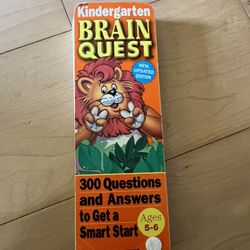 Kindergarten
BRAIN
QUEST
NEW
UPDATED
EDITION
300 Questions
and Answers
to Get a
Smart Start
Ages
5-6